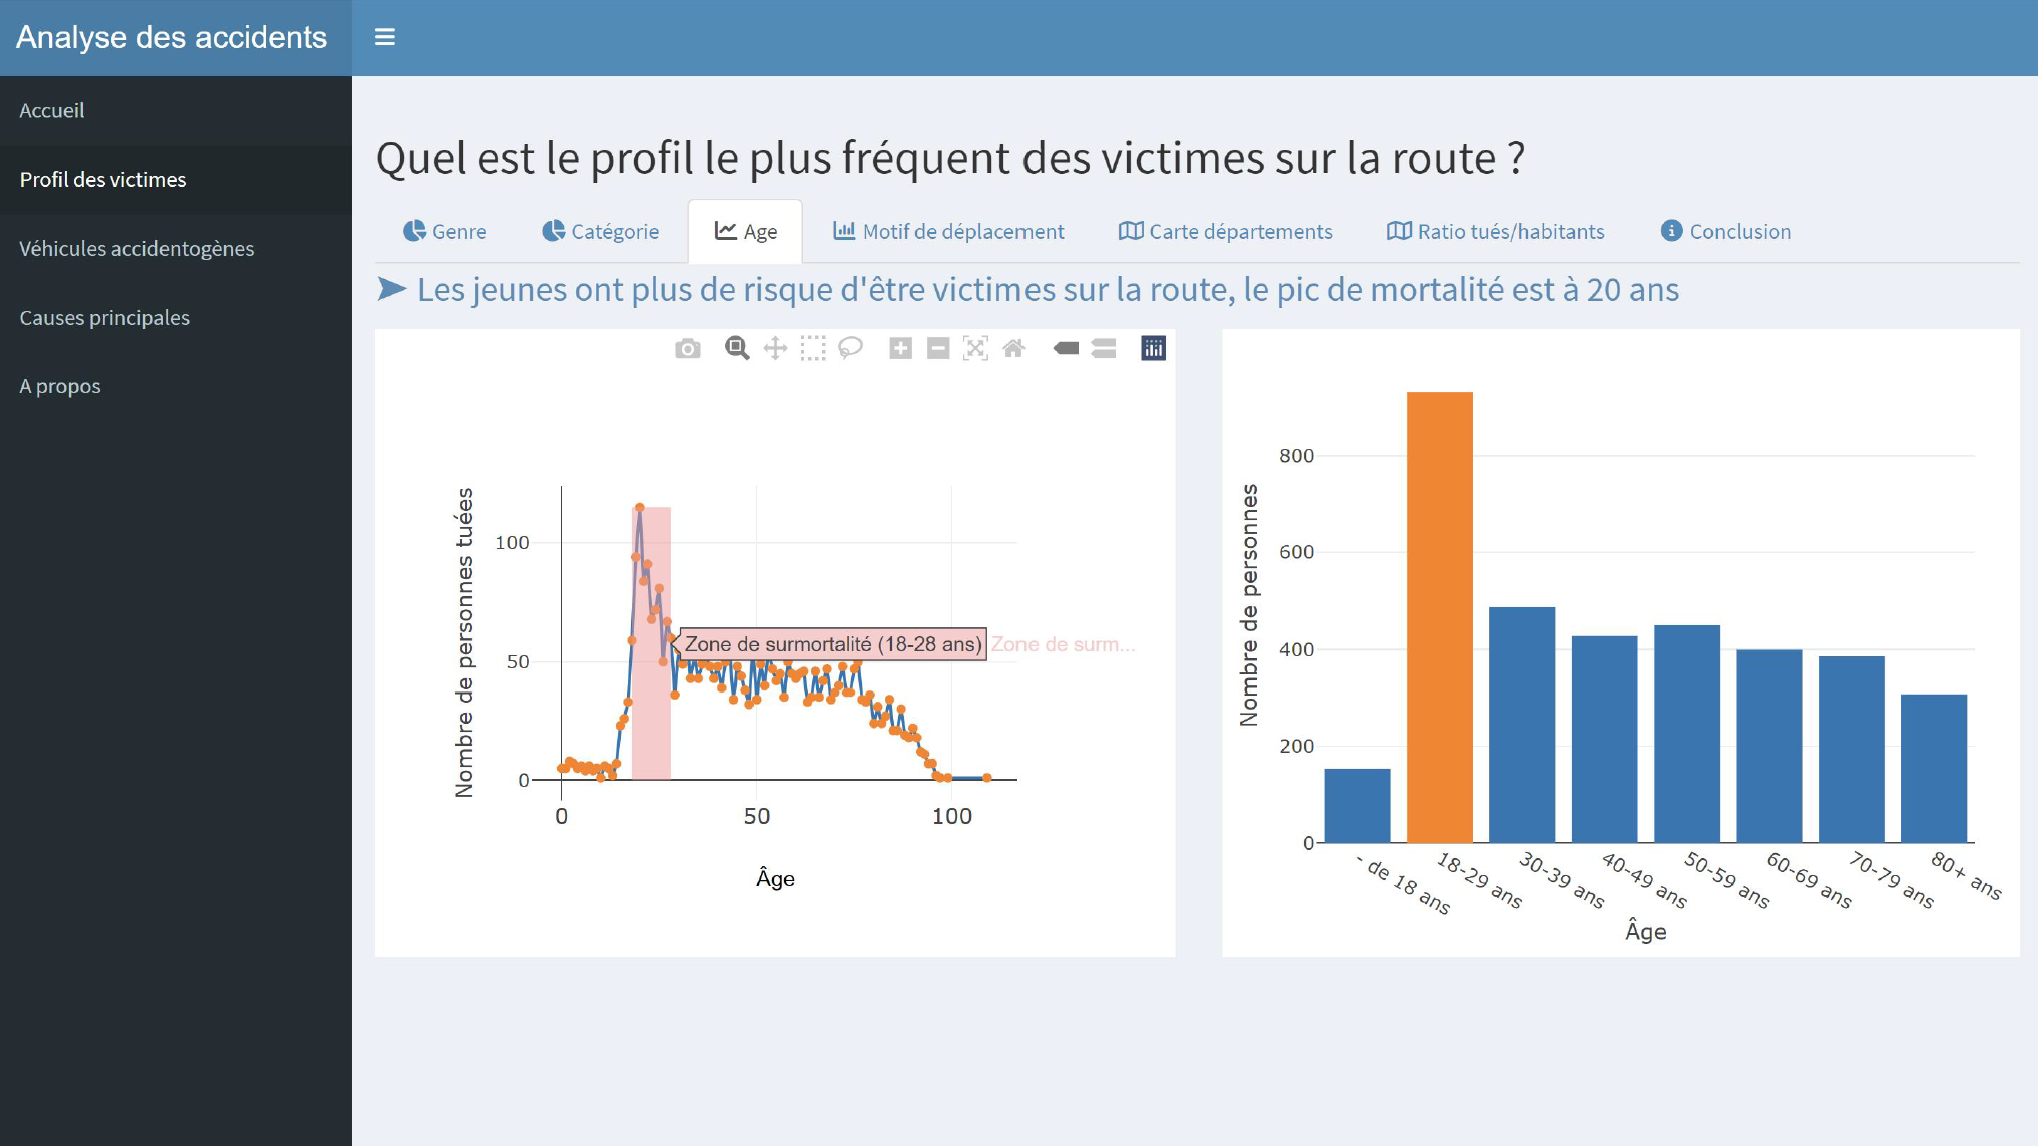 Analyse des accidents
Accueil
Profil des victimes
Véhicules accidentogènes
Causes principales
A propos
Quel est le profil le plus fréquent des victimes sur la route ?
Genre Catégorie Age Motif de déplacement Carte départements Ratio tués/habitants Conclusion
➤ Les jeunes ont plus de risque d'être victimes sur la route, le pic de mortalité est à 20 ans
Nombre de personnes tuées
100
50
0
Zone de surmortalité (18-28 ans) Zone de surm...
0 50 100
Âge
Nombre de personnes
800
600
400
200
0
- de 18 ans 18-29 ans 30-39 ans 40-49 ans 50-59 ans 60-69 ans 70-79 ans 80+ ans
Âge